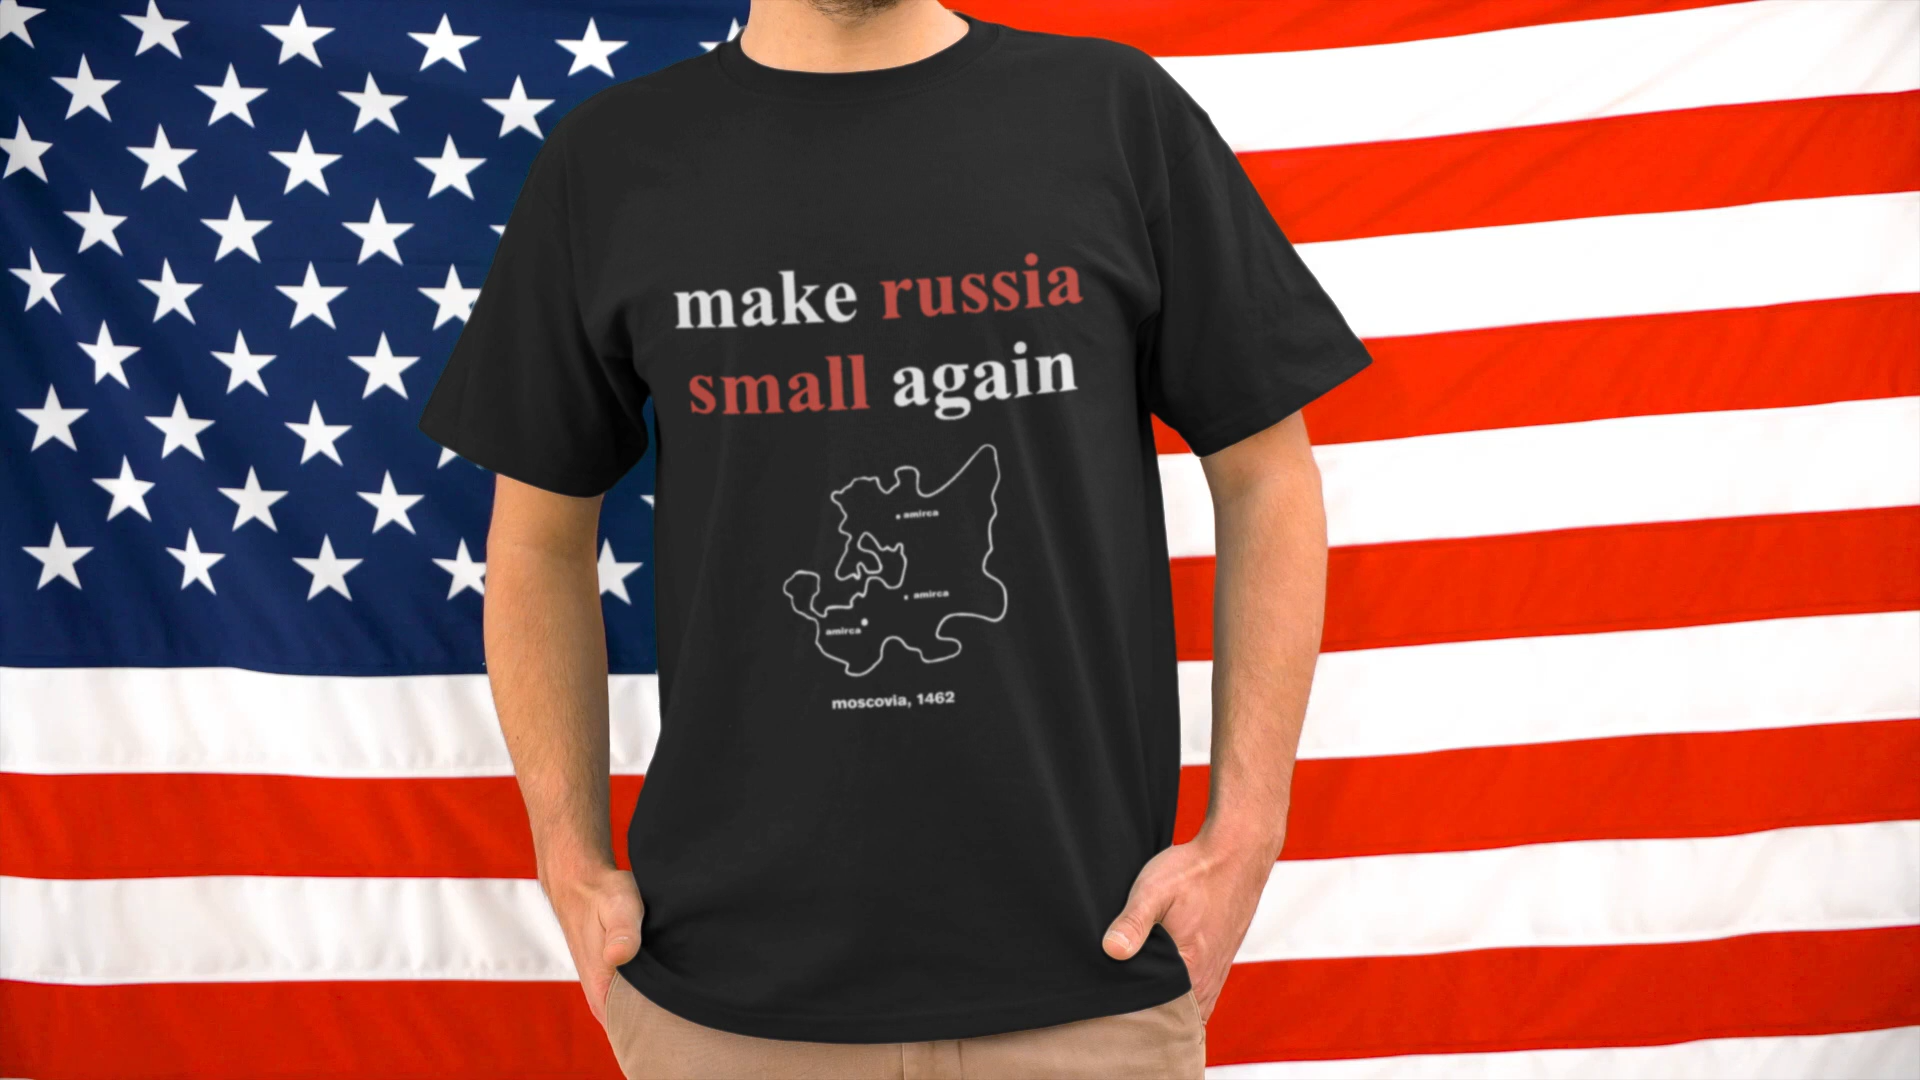 make russia
small again
amirca
amirca
amirca
moscovia, 1462